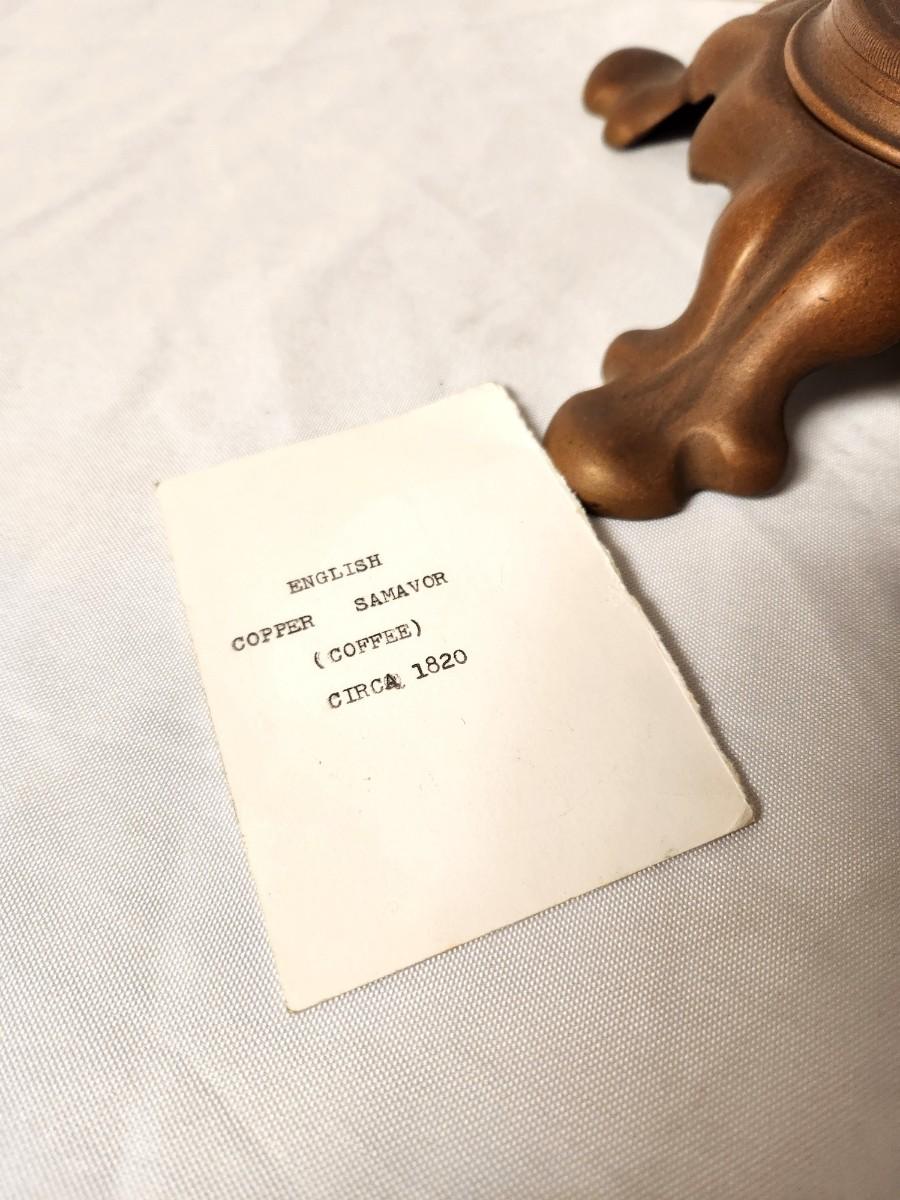 ENGLISH
COPPER SAMAVOR
(COFFEE)
CIRCA 1820